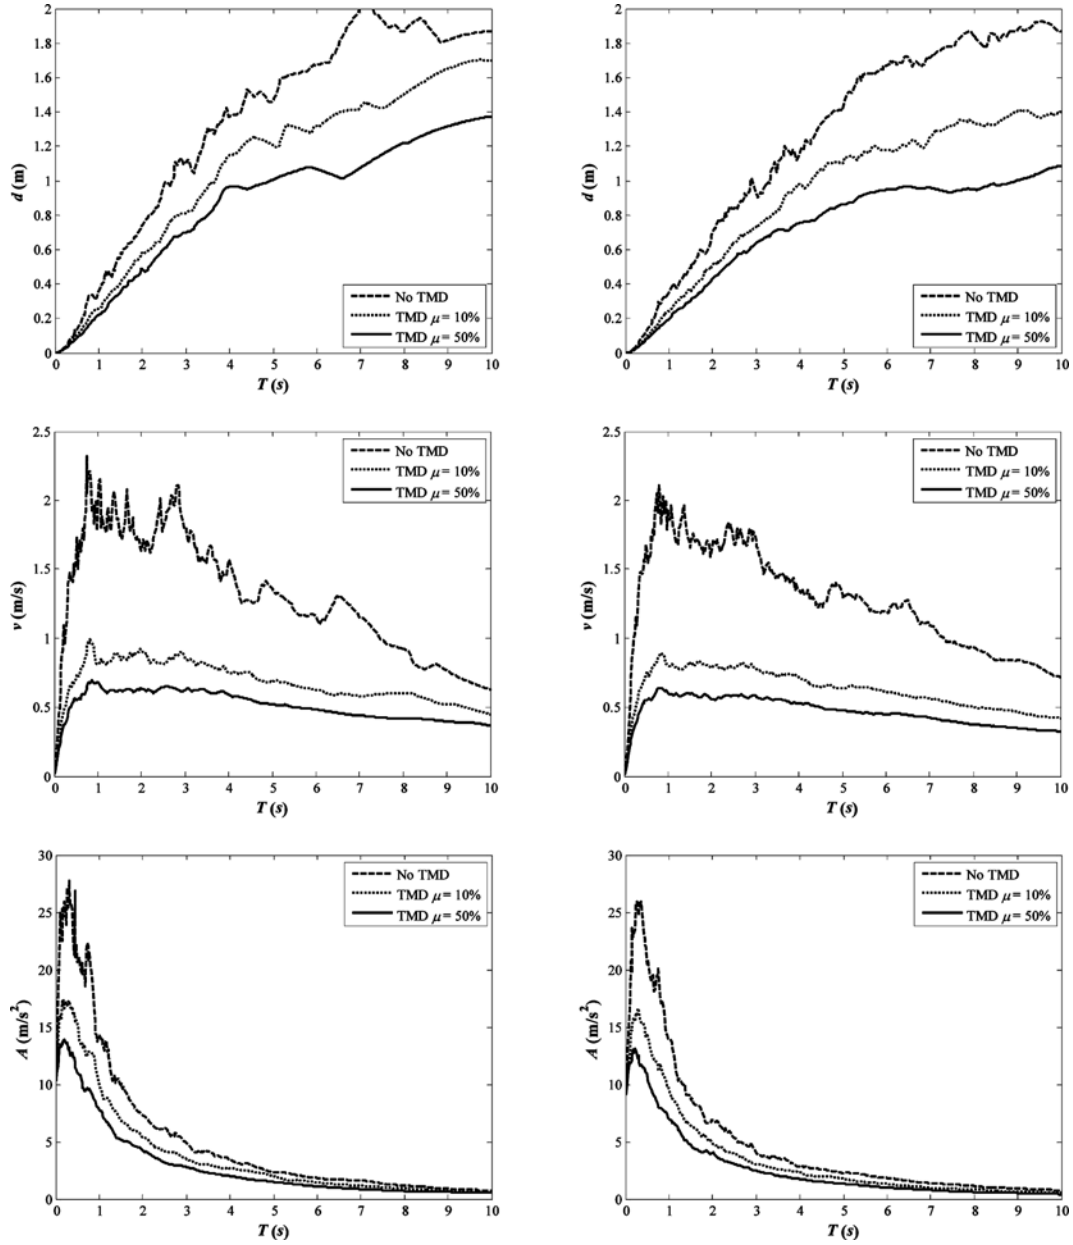 2
1.8
1.6
1.4
1.2
1
0.8
0.6
0.4
0.2
0
d (m)
No TMD
TMD μ = 10%
TMD μ = 50%
0 1 2 3 4 5 6 7 8 9 10
T (s)
2
1.8
1.6
1.4
1.2
1
0.8
0.6
0.4
0.2
0
d (m)
No TMD
TMD μ = 10%
TMD μ = 50%
0 1 2 3 4 5 6 7 8 9 10
T (s)
2.5
2
1.5
1
0.5
0
v (m/s)
No TMD
TMD μ = 10%
TMD μ = 50%
0 1 2 3 4 5 6 7 8 9 10
T (s)
2.5
2
1.5
1
0.5
0
v (m/s)
No TMD
TMD μ = 10%
TMD μ = 50%
0 1 2 3 4 5 6 7 8 9 10
T (s)
30
25
20
15
10
5
0
A (m/s²)
No TMD
TMD μ = 10%
TMD μ = 50%
0 1 2 3 4 5 6 7 8 9 10
T (s)
30
25
20
15
10
5
0
A (m/s²)
No TMD
TMD μ = 10%
TMD μ = 50%
0 1 2 3 4 5 6 7 8 9 10
T (s)